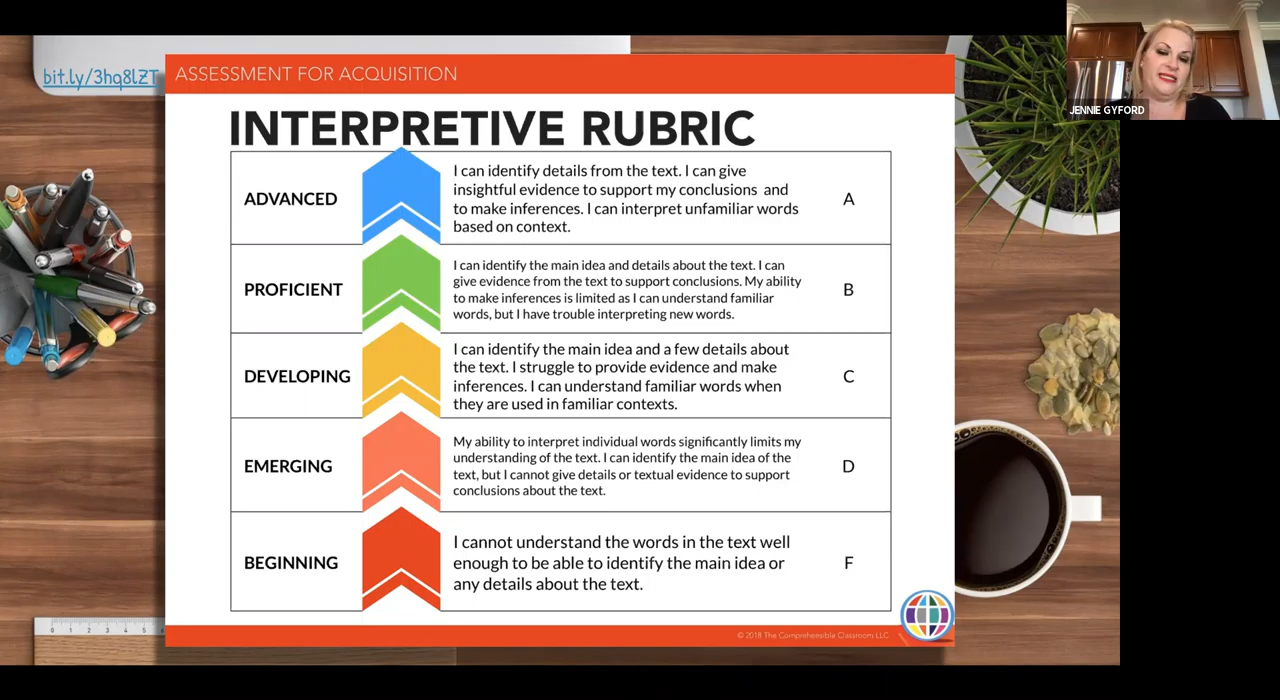 bit.ly/3hq8lZT
ASSESSMENT FOR ACQUISITION
JENNIE GYFORD
INTERPRETIVE RUBRIC
ADVANCED
I can identify details from the text. I can give
insightful evidence to support my conclusions and
to make inferences. I can interpret unfamiliar words
based on context.
A
PROFICIENT
I can identify the main idea and details about the text. I can
give evidence from the text to support conclusions. My ability
to make inferences is limited as I can understand familiar
words, but I have trouble interpreting new words.
B
DEVELOPING
I can identify the main idea and a few details about
the text. I struggle to provide evidence and make
inferences. I can understand familiar words when
they are used in familiar contexts.
C
EMERGING
My ability to interpret individual words significantly limits my
understanding of the text. I can identify the main idea of the
text, but I cannot give details or textual evidence to support
conclusions about the text.
D
BEGINNING
I cannot understand the words in the text well
enough to be able to identify the main idea or
any details about the text.
F
0 1 2 3 4 5
© 2018 The Comprehensible Classroom LLC